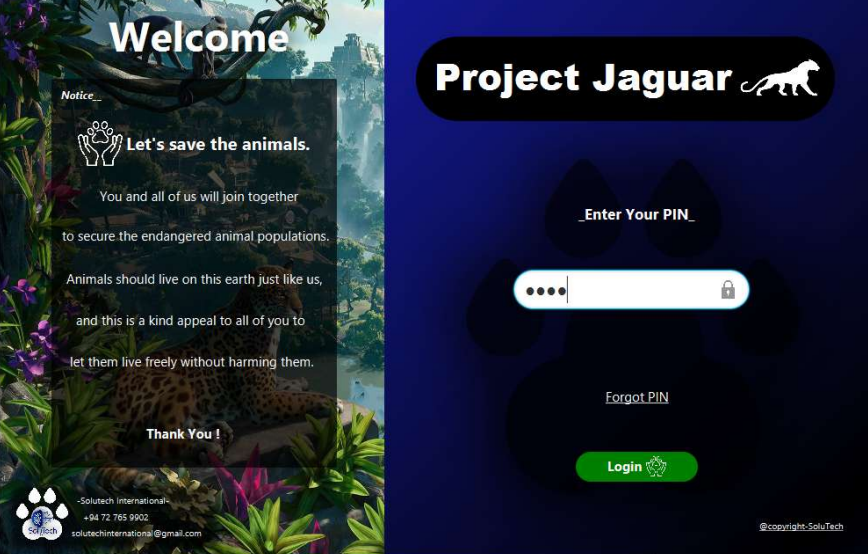 Welcome
Notice__
Let's save the animals.
You and all of us will join together
to secure the endangered animal populations.
Animals should live on this earth just like us,
and this is a kind appeal to all of you to
let them live freely without harming them.
Thank You !
SoluTech
-Solutech International-
+94 72 765 9902
solutechinternational@gmail.com
Project Jaguar
_Enter Your PIN_
Forgot PIN
Login
@copyright-SoluTech